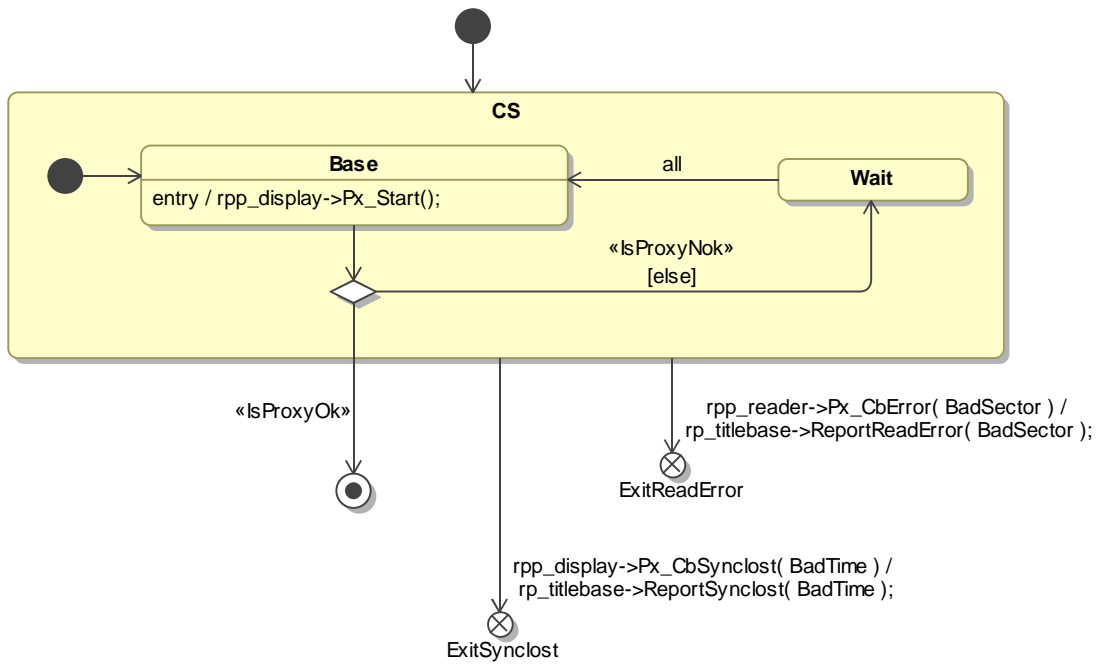 CS
Base
entry / rpp_display->Px_Start();
all
Wait
«IsProxyNok»
[else]
«IsProxyOk»
rpp_reader->Px_CbError( BadSector ) /
rp_titlebase->ReportReadError( BadSector );
ExitReadError
rpp_display->Px_CbSynclost( BadTime ) /
rp_titlebase->ReportSynclost( BadTime );
ExitSynclost